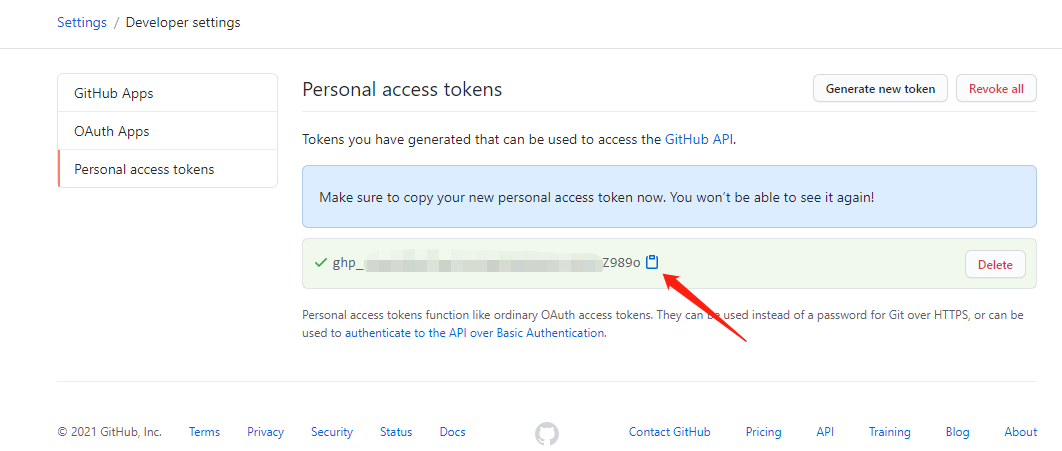 Settings / Developer settings
GitHub Apps
OAuth Apps
Personal access tokens
Personal access tokens
Generate new token
Revoke all
Tokens you have generated that can be used to access the GitHub API.
Make sure to copy your new personal access token now. You won’t be able to see it again!
ghp_
Z989o
Delete
Personal access tokens function like ordinary OAuth access tokens. They can be used instead of a password for Git over HTTPS, or can be
used to authenticate to the API over Basic Authentication.
© 2021 GitHub, Inc. Terms Privacy Security Status Docs Contact GitHub Pricing API Training Blog About